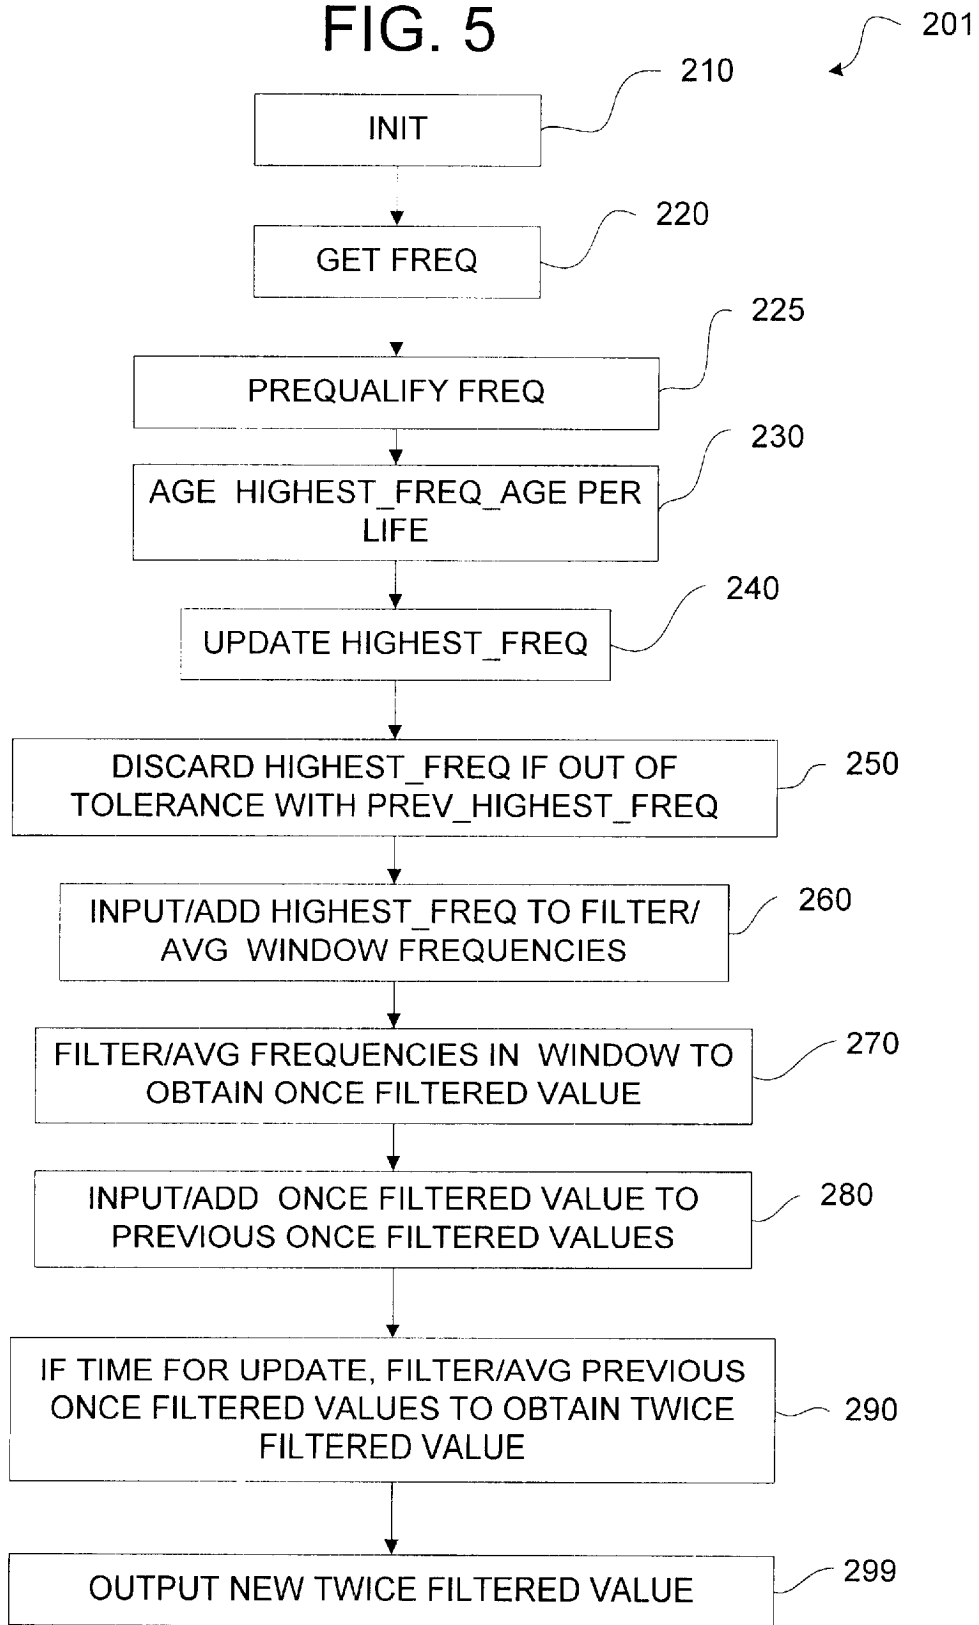 FIG. 5
201
210
INIT
220
GET FREQ
225
PREQUALIFY FREQ
230
AGE HIGHEST_FREQ_AGE PER
LIFE
240
UPDATE HIGHEST_FREQ
250
DISCARD HIGHEST_FREQ IF OUT OF
TOLERANCE WITH PREV_HIGHEST_FREQ
260
INPUT/ADD HIGHEST_FREQ TO FILTER/
AVG WINDOW FREQUENCIES
270
FILTER/AVG FREQUENCIES IN WINDOW TO
OBTAIN ONCE FILTERED VALUE
280
INPUT/ADD ONCE FILTERED VALUE TO
PREVIOUS ONCE FILTERED VALUES
290
IF TIME FOR UPDATE, FILTER/AVG PREVIOUS
ONCE FILTERED VALUES TO OBTAIN TWICE
FILTERED VALUE
299
OUTPUT NEW TWICE FILTERED VALUE